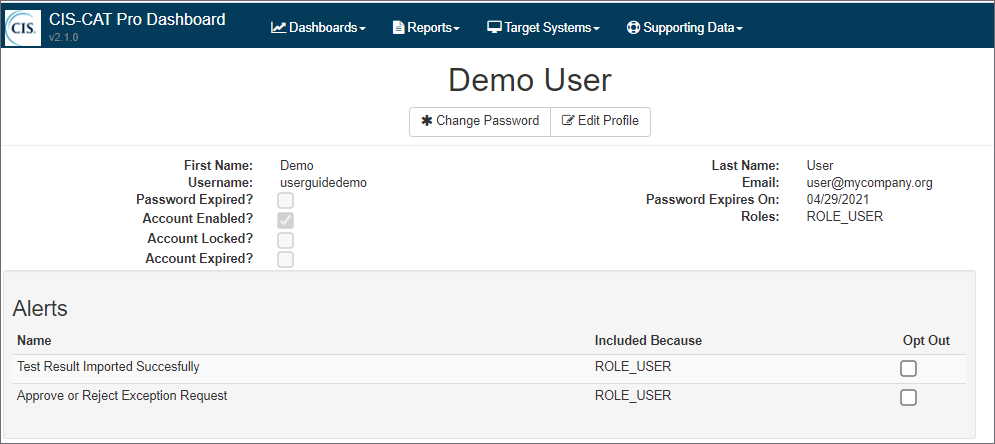 CIS. CIS-CAT Pro Dashboard
v2.1.0
Dashboards Reports Target Systems Supporting Data
Demo User
Change Password Edit Profile
First Name: Demo Last Name: User
Username: userguidedemo Email: user@mycompany.org
Password Expired? Password Expires On: 04/29/2021
Account Enabled? Roles: ROLE_USER
Account Locked?
Account Expired?
Alerts
Name Included Because Opt Out
Test Result Imported Succesfully ROLE_USER
Approve or Reject Exception Request ROLE_USER